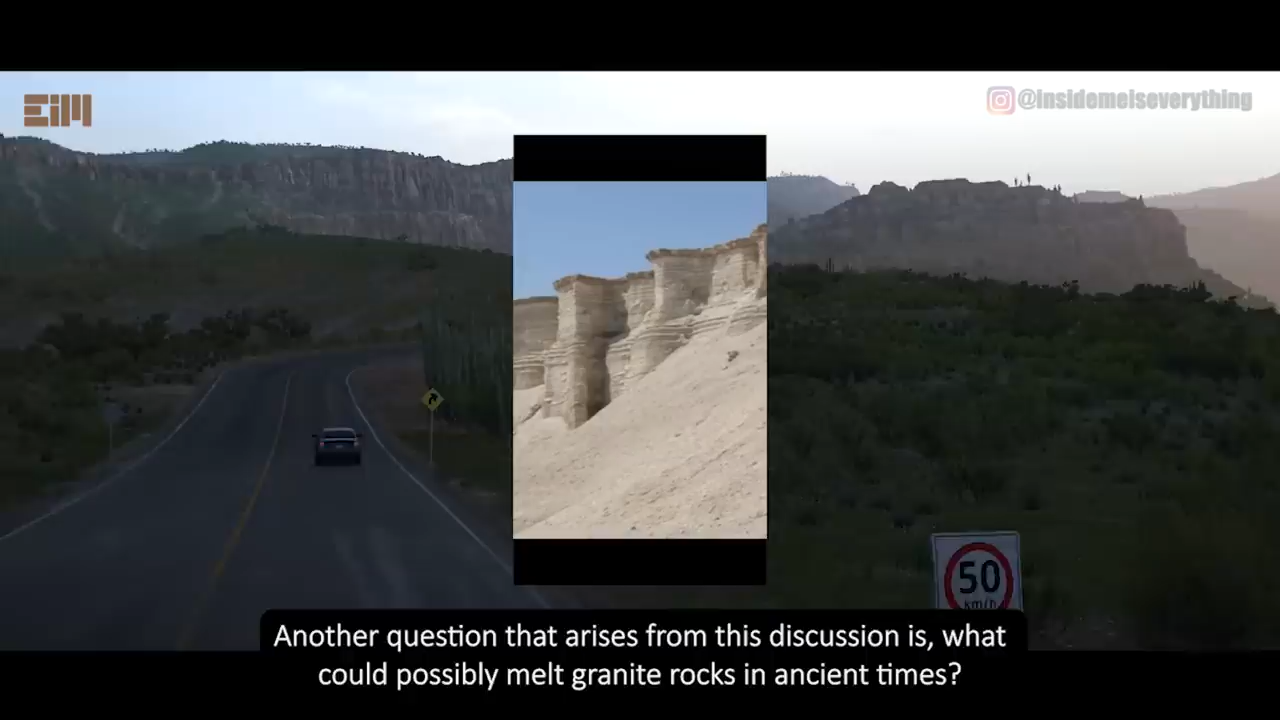 EIM
@insidemeiseverything
50
km/h
Another question that arises from this discussion is, what
could possibly melt granite rocks in ancient times?